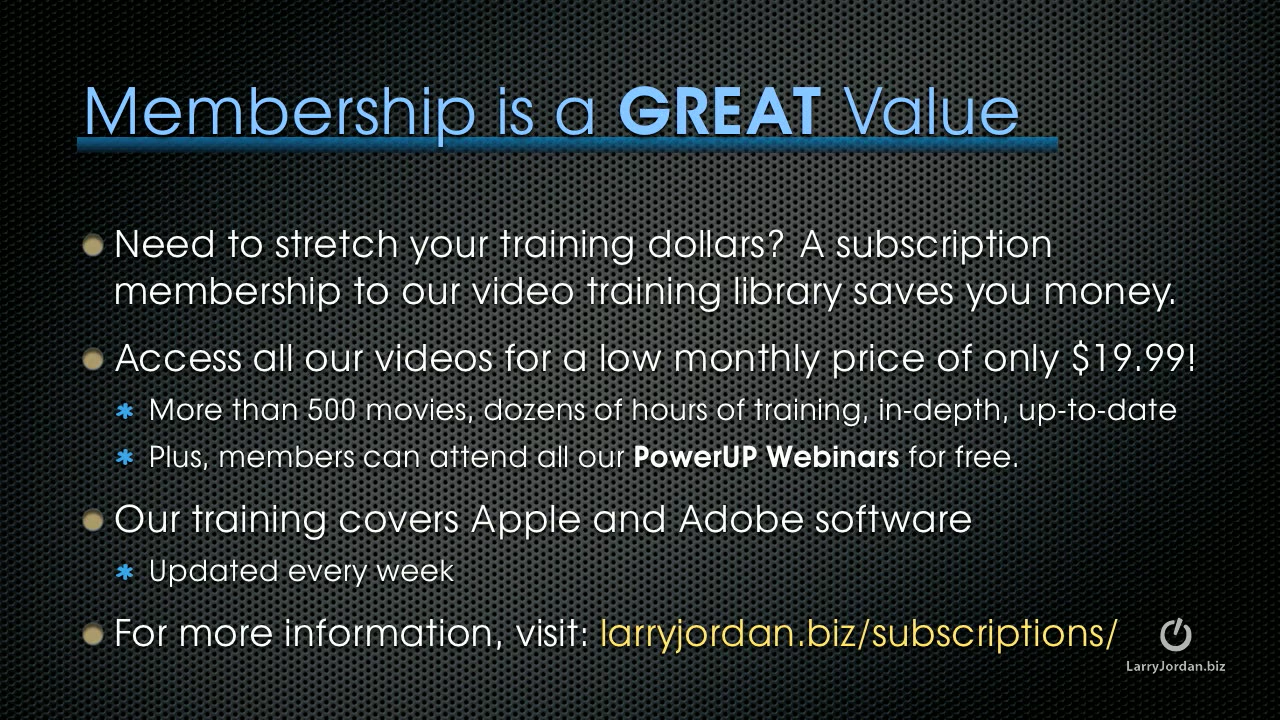 Membership is a GREAT Value
Need to stretch your training dollars? A subscription
membership to our video training library saves you money.
Access all our videos for a low monthly price of only $19.99!
More than 500 movies, dozens of hours of training, in-depth, up-to-date
Plus, members can attend all our PowerUP Webinars for free.
Our training covers Apple and Adobe software
Updated every week
For more information, visit: larryjordan.biz/subscriptions/
LarryJordan.biz